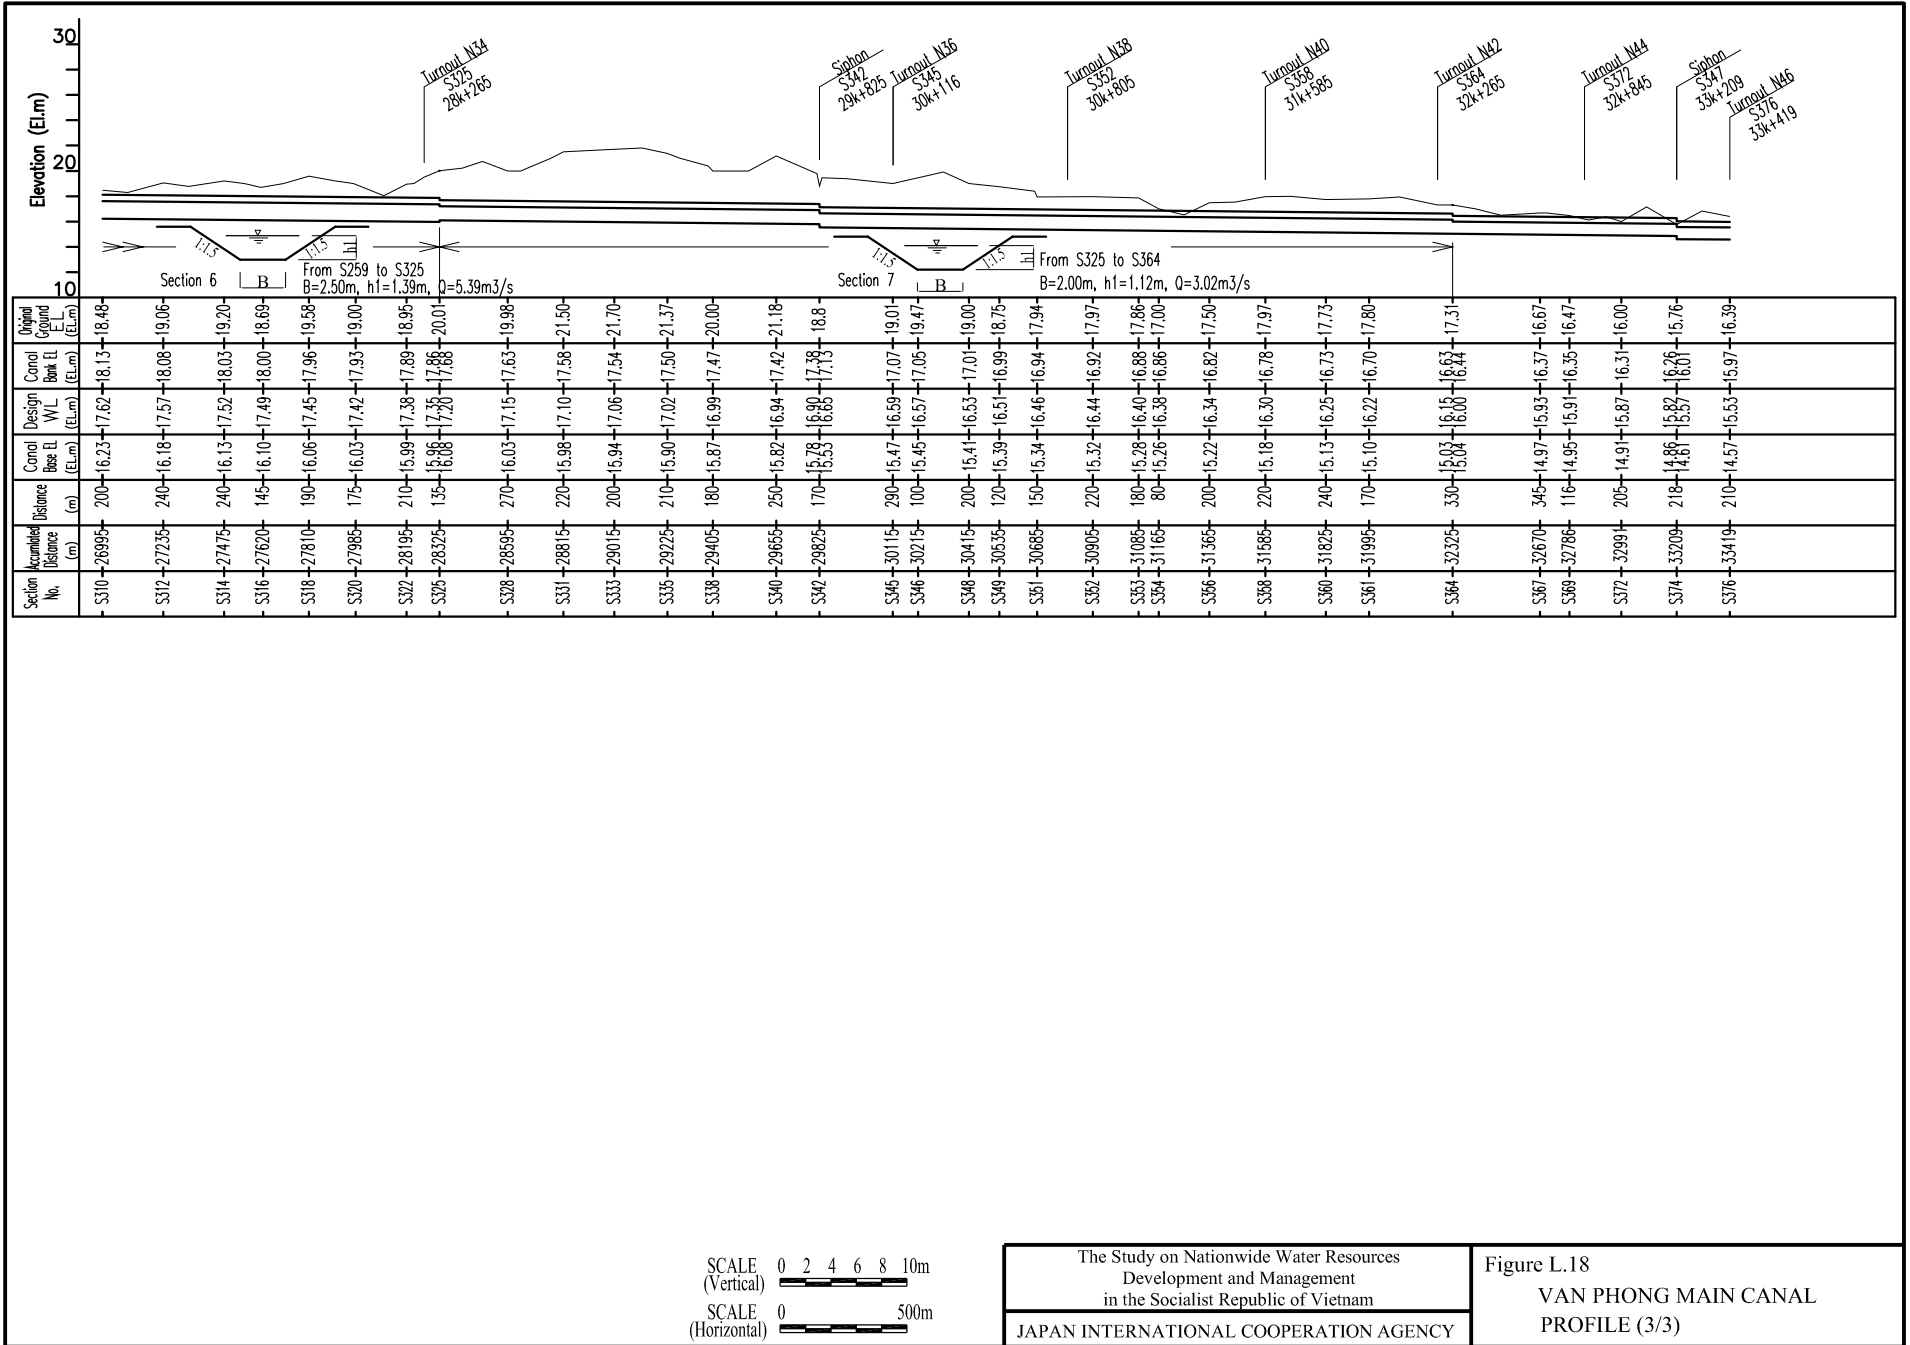 30
20
10
Elevation (El.m)
Turnout N34
S325
28k+265
Siphon
S342
29k+825
Turnout N36
S345
30k+116
Turnout N38
S352
30k+805
Turnout N40
S358
31k+585
Turnout N42
S364
32k+265
Turnout N44
S372
32k+845
Siphon
S347
33k+209
Turnout N46
S376
33k+419
1:1.5 1:1.5 h1
Section 6 B
From S259 to S325
B=2.50m, h1=1.39m, Q=5.39m3/s
1:1.5 1:1.5 h1
Section 7 B
From S325 to S364
B=2.00m, h1=1.12m, Q=3.02m3/s
Original Ground E.L (EL.m) 18.48 19.06 19.20 18.69 19.58 19.00 18.95 20.01 19.98 21.50 21.70 21.37 20.00 21.18 18.8 19.01 19.47 19.00 18.75 17.94 17.97 17.86 17.00 17.50 17.97 17.73 17.80 17.31 16.67 16.47 16.00 15.76 16.39
Canal Bank EL (EL.m) 18.13 18.08 18.03 18.00 17.96 17.93 17.89 17.86 17.68 17.63 17.58 17.54 17.50 17.47 17.42 17.38 17.13 17.07 17.05 17.01 16.99 16.94 16.92 16.88 16.86 16.82 16.78 16.73 16.70 16.63 16.44 16.37 16.35 16.31 16.26 16.01 15.97
Design WL (EL.m) 17.62 17.57 17.52 17.49 17.45 17.42 17.38 17.35 17.20 17.15 17.10 17.06 17.02 16.99 16.94 16.90 16.65 16.59 16.57 16.53 16.51 16.46 16.44 16.40 16.38 16.34 16.30 16.25 16.22 16.15 16.00 15.93 15.91 15.87 15.82 15.57 15.53
Canal Base EL (EL.m) 16.23 16.18 16.13 16.10 16.06 16.03 15.99 15.96 16.08 16.03 15.98 15.94 15.90 15.87 15.82 15.78 15.53 15.47 15.45 15.41 15.39 15.34 15.32 15.28 15.26 15.22 15.18 15.13 15.10 15.03 15.04 14.97 14.95 14.91 14.86 14.61 14.57
Distance (m) 200 240 240 145 190 175 210 135 270 220 200 210 180 250 170 290 100 200 120 150 220 180 80 200 220 240 170 330 345 116 205 218 210
Accumlated Distance (m) 26995 27235 27475 27620 27810 27985 28195 28325 28595 28815 29015 29225 29405 29655 29825 30115 30215 30415 30535 30685 30905 31085 31165 31365 31585 31825 31995 32325 32670 32786 32991 33209 33419
Section No. S310 S312 S314 S316 S318 S320 S322 S325 S328 S331 S333 S335 S338 S340 S342 S345 S346 S348 S349 S351 S352 S353 S354 S356 S358 S360 S361 S364 S367 S369 S372 S374 S376
SCALE 0 2 4 6 8 10m
(Vertical)
SCALE 0 500m
(Horizontal)
The Study on Nationwide Water Resources
Development and Management
in the Socialist Republic of Vietnam
JAPAN INTERNATIONAL COOPERATION AGENCY
Figure L.18
VAN PHONG MAIN CANAL
PROFILE (3/3)